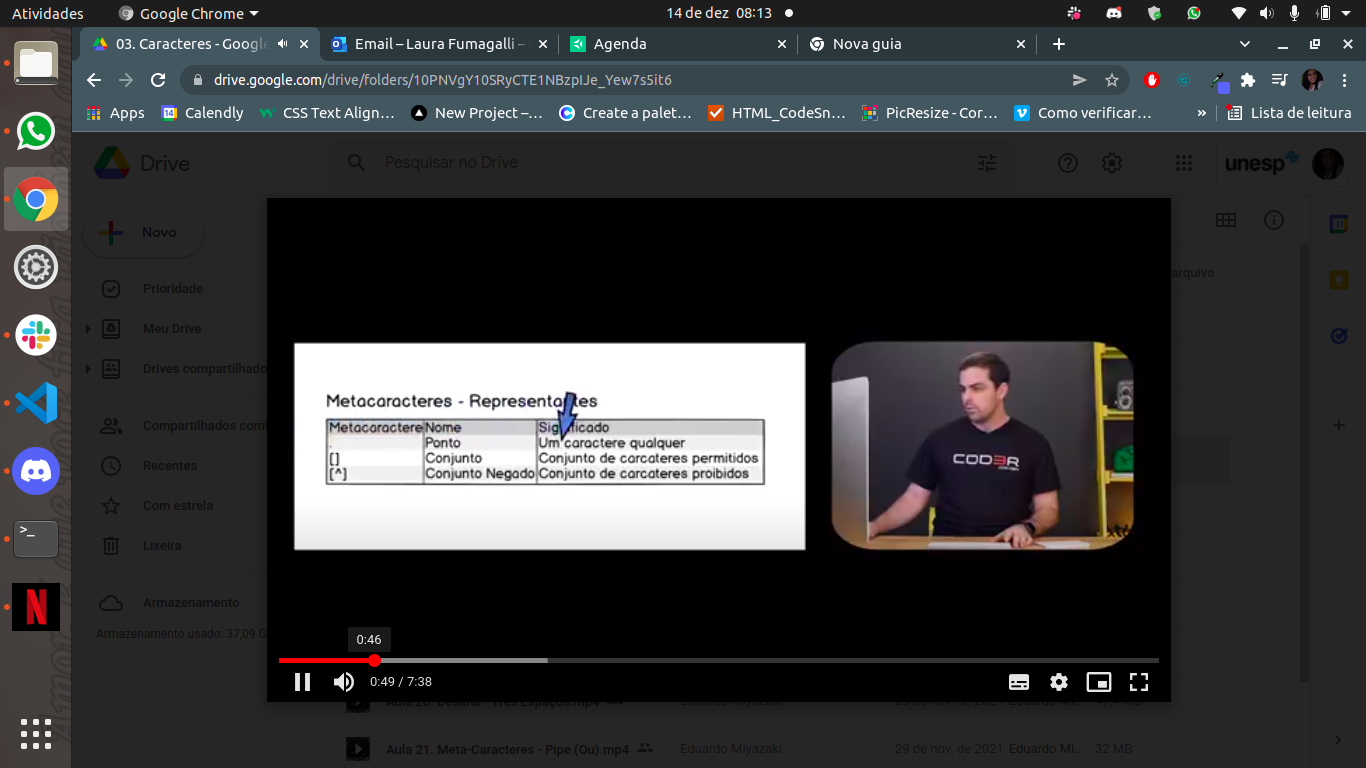 Atividades
Google Chrome
14 de dez 08:13
03. Caracteres - Google
Email – Laura Fumagalli –
Agenda
Nova guia
drive.google.com/drive/folders/10PNVgY10SRyCTE1NBzpIJe_Yew7s5it6
Apps
Calendly
CSS Text Align...
New Project –...
Create a palet...
HTML_CodeSn...
PicResize - Cor...
Como verificar...
»
Lista de leitura
Drive
Pesquisar no Drive
unesp
Novo
arquivo
Prioridade
Meu Drive
Drives compartilhado
Compartilhados com
Recentes
Com estrela
Lixeira
Armazenamento
Armazenamento usado: 37,09 G
Metacaracteres - Representantes
Metacaractere Nome Significado
. Ponto Um caractere qualquer
[] Conjunto Conjunto de carcateres permitidos
[^] Conjunto Negado Conjunto de carcateres proibidos
COD3R
0:46
0:49 / 7:38
Aula 20. Desafio - Três Espaços.mp4
Eduardo Miyazaki
29 de nov. de 2021 Eduardo Mi...
Aula 21. Meta-Caracteres - Pipe (Ou).mp4
Eduardo Miyazaki
29 de nov. de 2021 Eduardo Mi...
32 MB